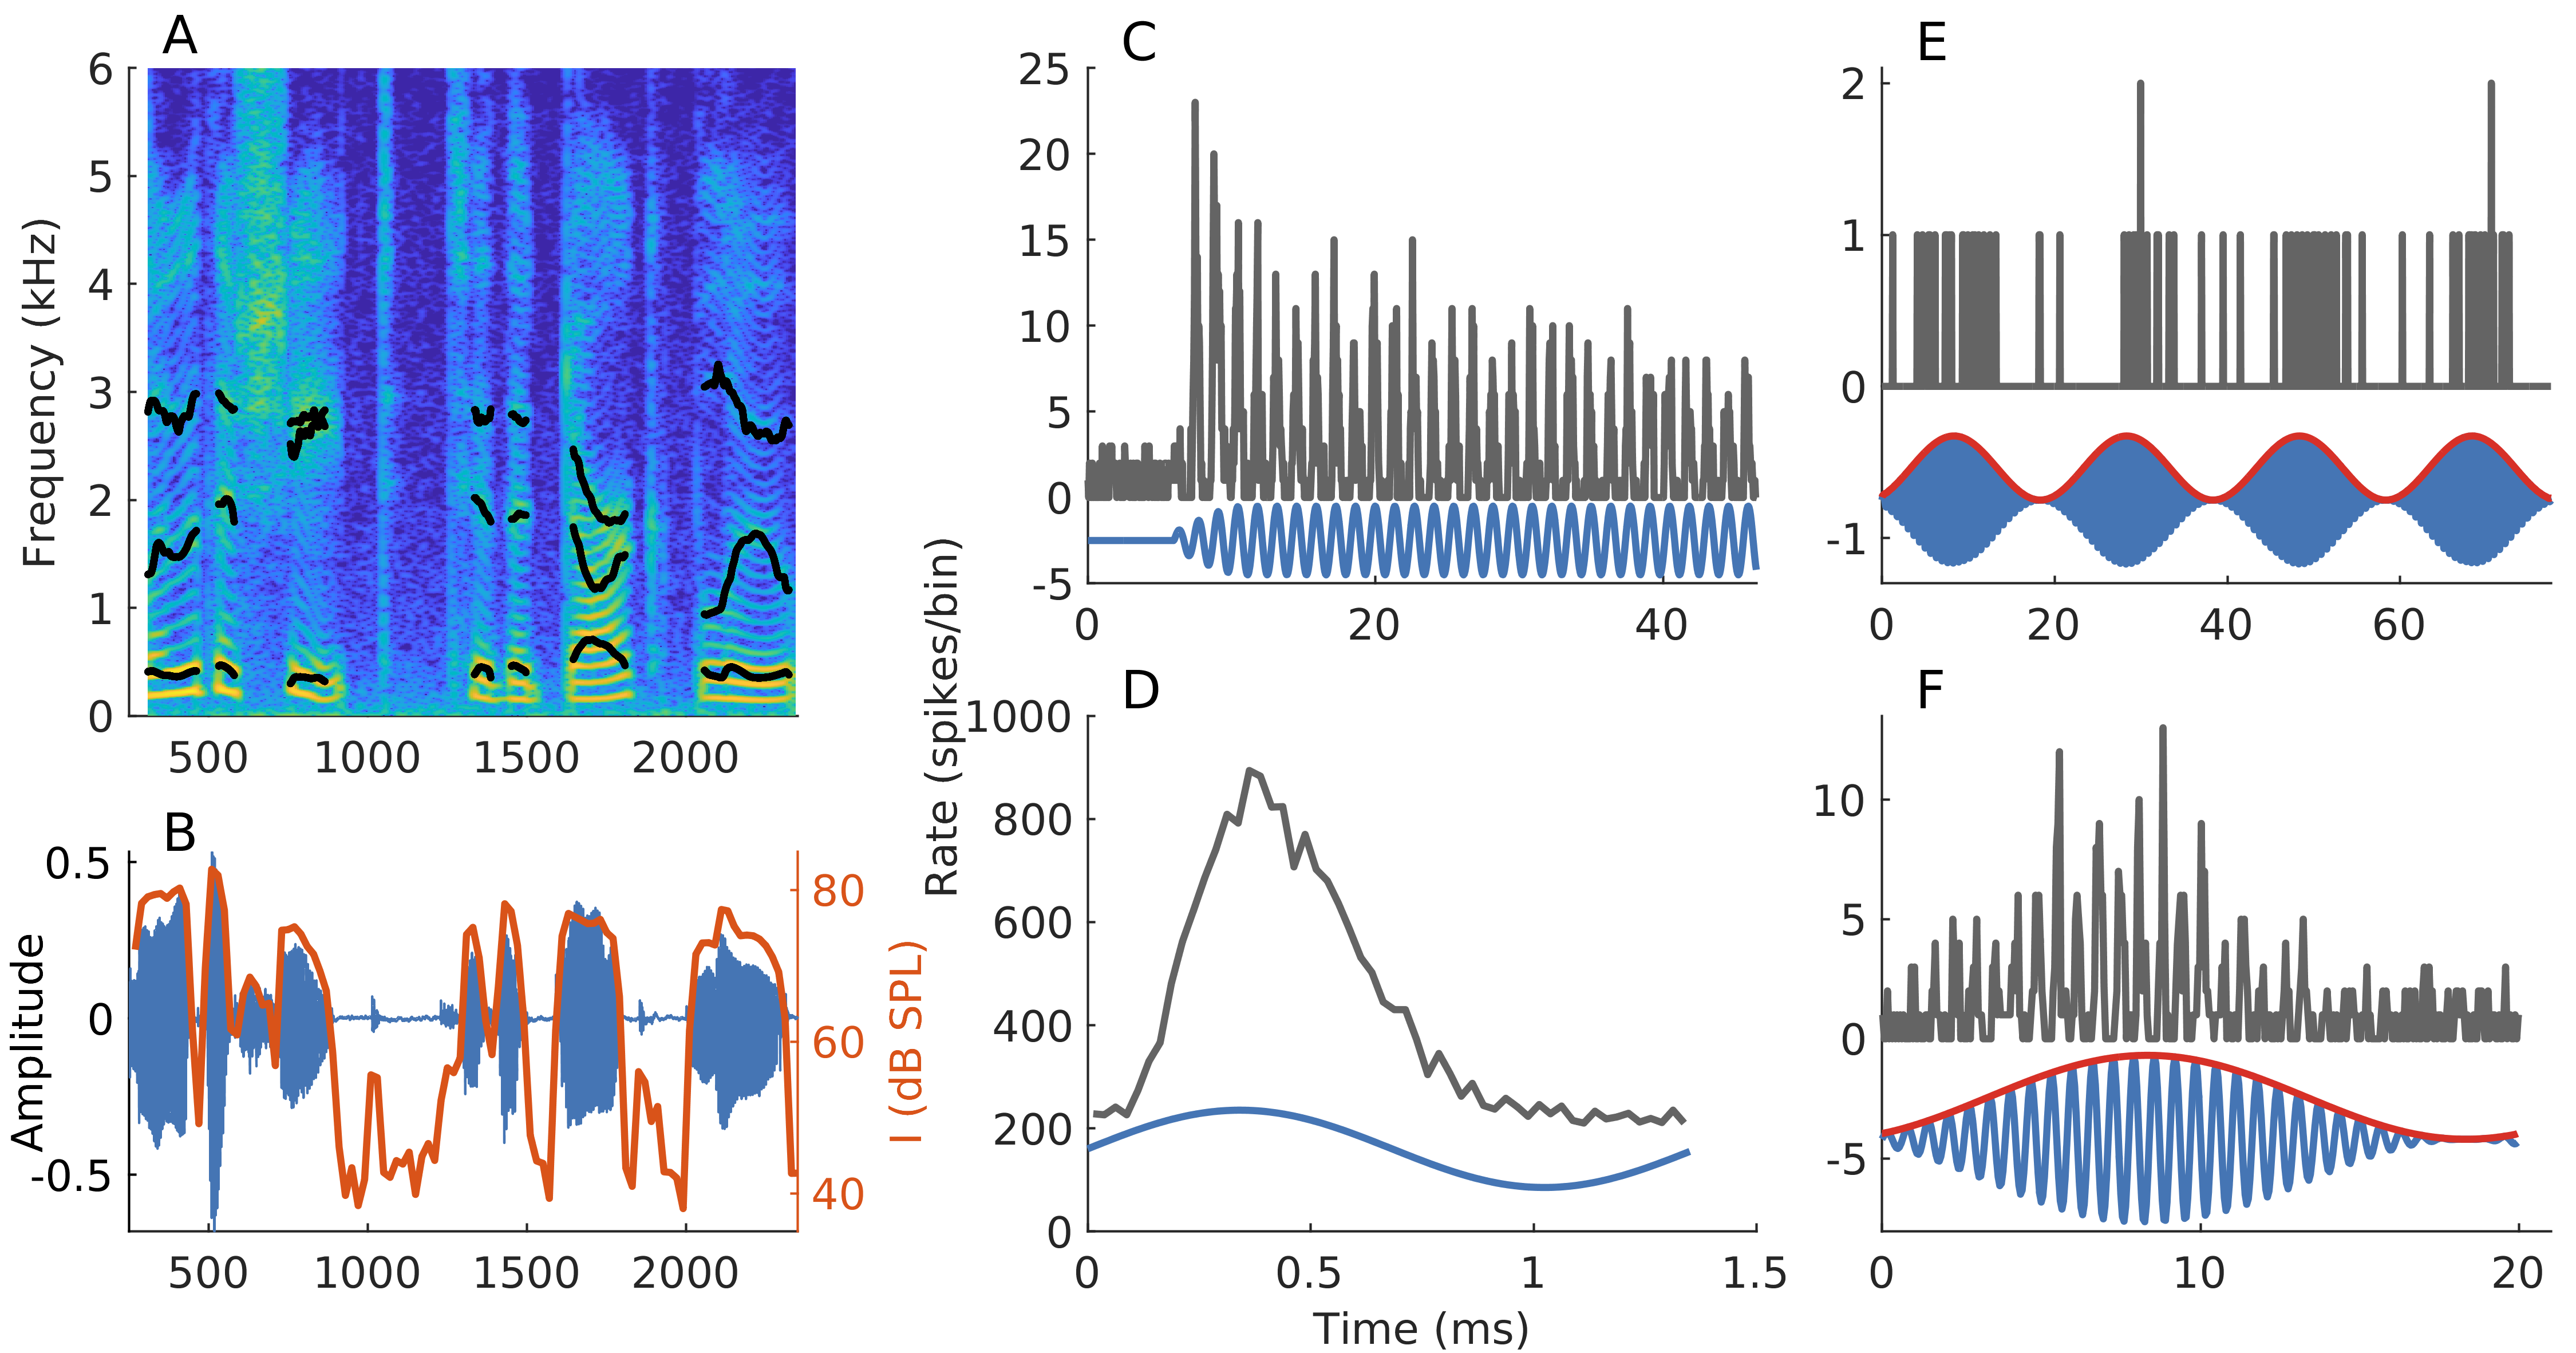 A
6
5
4
3
2
1
0
Frequency (kHz)
500 1000 1500 2000
B
0.5
0
-0.5
Amplitude
80
60
40
I (dB SPL)
500 1000 1500 2000
C
25
20
15
10
5
0
-5
0 20 40
Rate (spikes/bin)
D
1000
800
600
400
200
0
0 0.5 1 1.5
Time (ms)
E
2
1
0
-1
0 20 40 60
F
10
5
0
-5
0 10 20